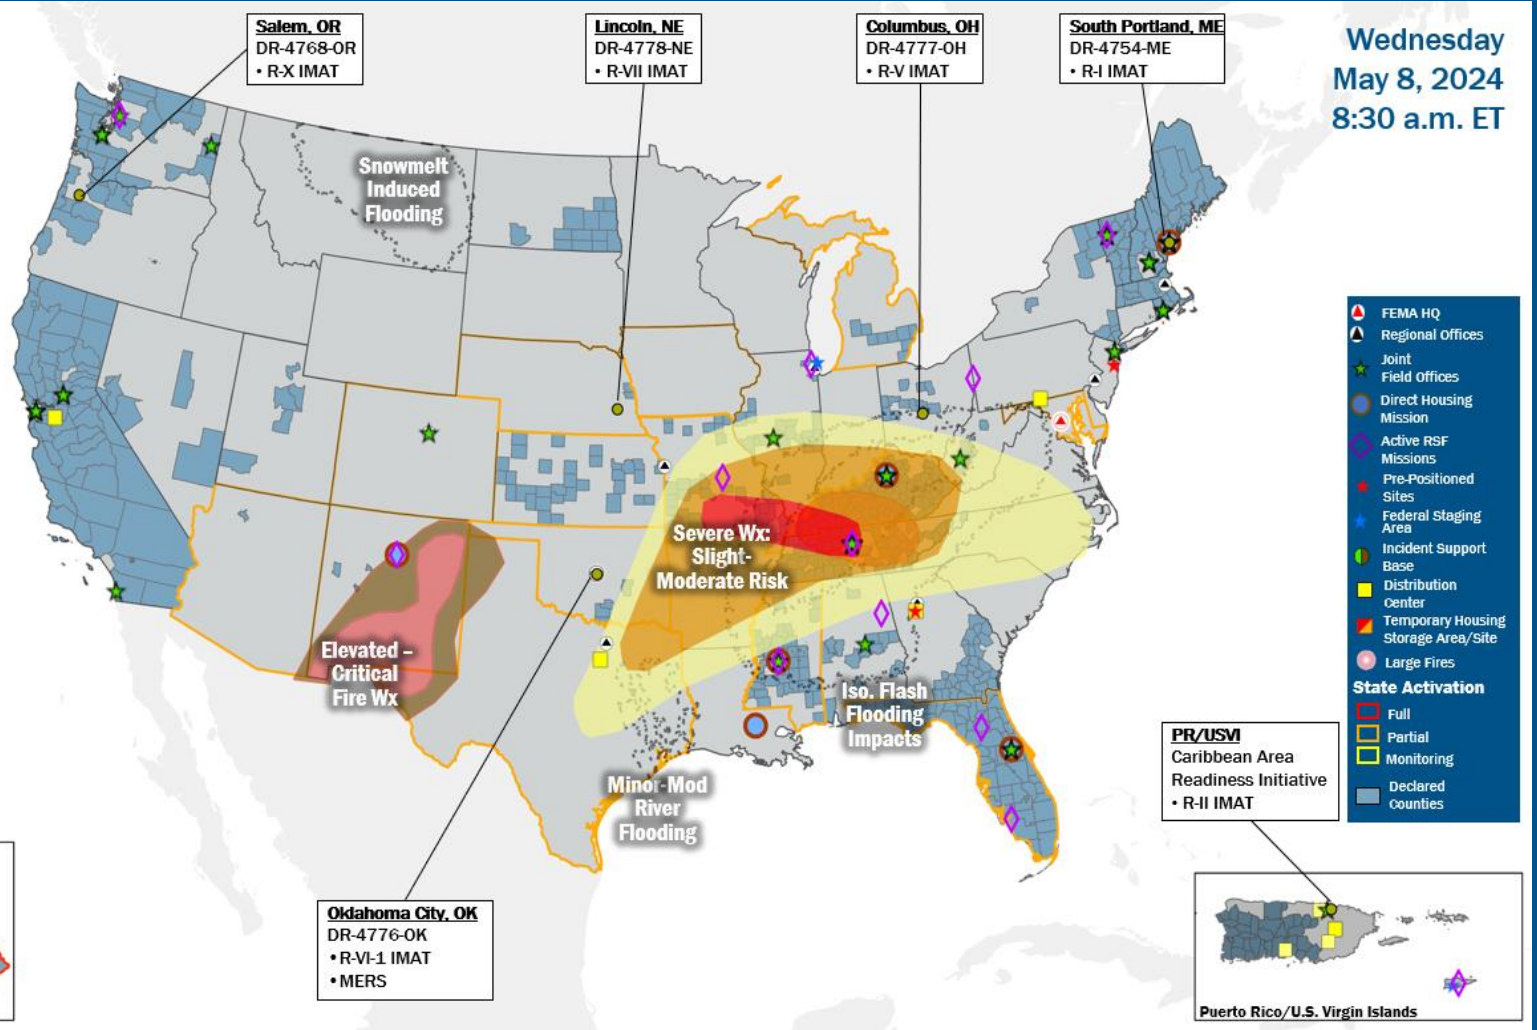 Salem, OR
DR-4768-OR
• R-X IMAT
Lincoln, NE
DR-4778-NE
• R-VII IMAT
Columbus, OH
DR-4777-OH
• R-V IMAT
South Portland, ME
DR-4754-ME
• R-I IMAT
Wednesday
May 8, 2024
8:30 a.m. ET
Snowmelt
Induced
Flooding
Severe Wx:
Slight-
Moderate Risk
Elevated –
Critical
Fire Wx
Iso. Flash
Flooding
Impacts
Minor-Mod
River
Flooding
FEMA HQ
Regional Offices
Joint
Field Offices
Direct Housing
Mission
Active RSF
Missions
Pre-Positioned
Sites
Federal Staging
Area
Incident Support
Base
Distribution
Center
Temporary Housing
Storage Area/Site
Large Fires
State Activation
Full
Partial
Monitoring
Declared
Counties
PR/USVI
Caribbean Area
Readiness Initiative
• R-II IMAT
Oklahoma City, OK
DR-4776-OK
• R-VI-1 IMAT
• MERS
Puerto Rico/U.S. Virgin Islands